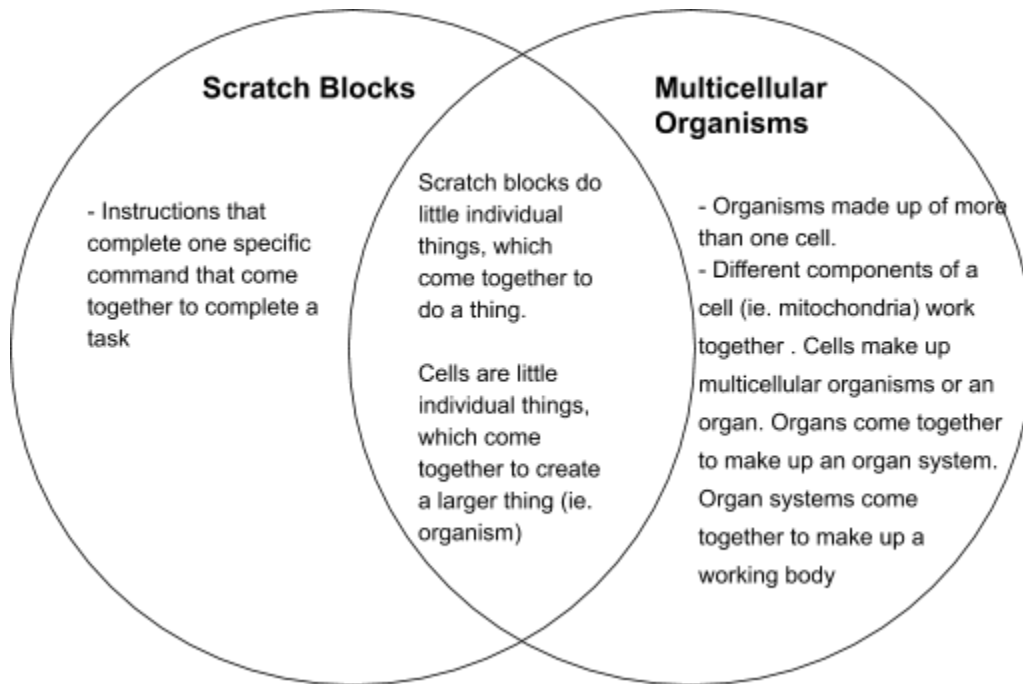 Scratch Blocks
- Instructions that
complete one specific
command that come
together to complete a
task
Scratch blocks do
little individual
things, which
come together to
do a thing.
Cells are little
individual things,
which come
together to create
a larger thing (ie.
organism)
Multicellular
Organisms
- Organisms made up of more
than one cell.
- Different components of a
cell (ie. mitochondria) work
together . Cells make up
multicellular organisms or an
organ. Organs come together
to make up an organ system.
Organ systems come
together to make up a
working body